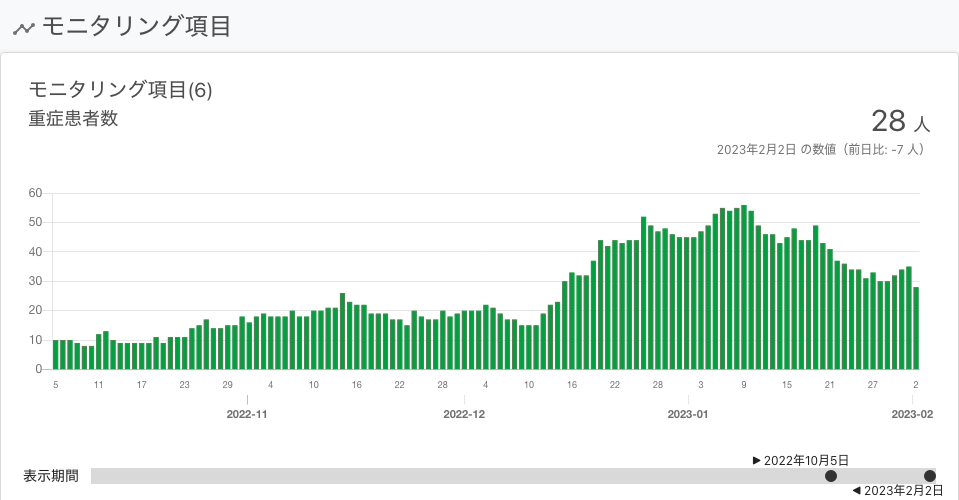 モニタリング項目
モニタリング項目(6)
重症患者数
28 人
2023年2月2日 の数値（前日比: -7 人）
60
50
40
30
20
10
0
5 11 17 23 29 4 10 16 22 28 4 10 16 22 28 3 9 15 21 27 2
2022-11 2022-12 2023-01 2023-02
▶ 2022年10月5日
表示期間
◀ 2023年2月2日